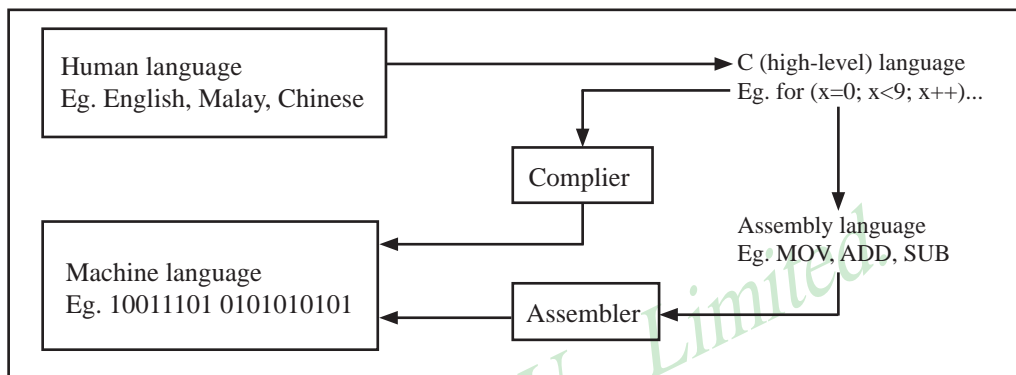 Human language
Eg. English, Malay, Chinese
C (high-level) language
Eg. for (x=0; x<9; x++)...
Complier
Assembly language
Eg. MOV, ADD, SUB
Machine language
Eg. 10011101 0101010101
Assembler
Limited.